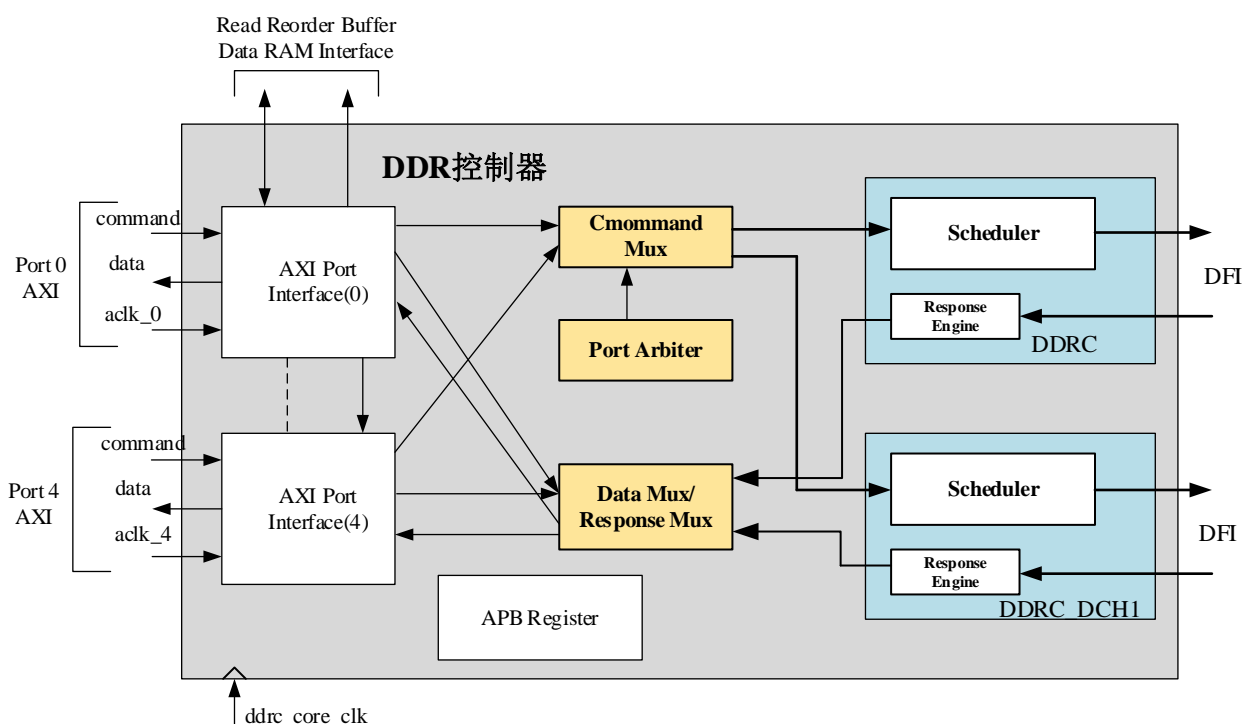 Read Reorder Buffer
Data RAM Interface
DDR控制器
Port 0
AXI
command
data
aclk_0
AXI Port
Interface(0)
Cmommand
Mux
Port Arbiter
Scheduler
Response
Engine
DDRC
DFI
Port 4
AXI
command
data
aclk_4
AXI Port
Interface(4)
Data Mux/
Response Mux
Scheduler
Response
Engine
DDRC_DCH1
DFI
APB Register
ddrc_core_clk